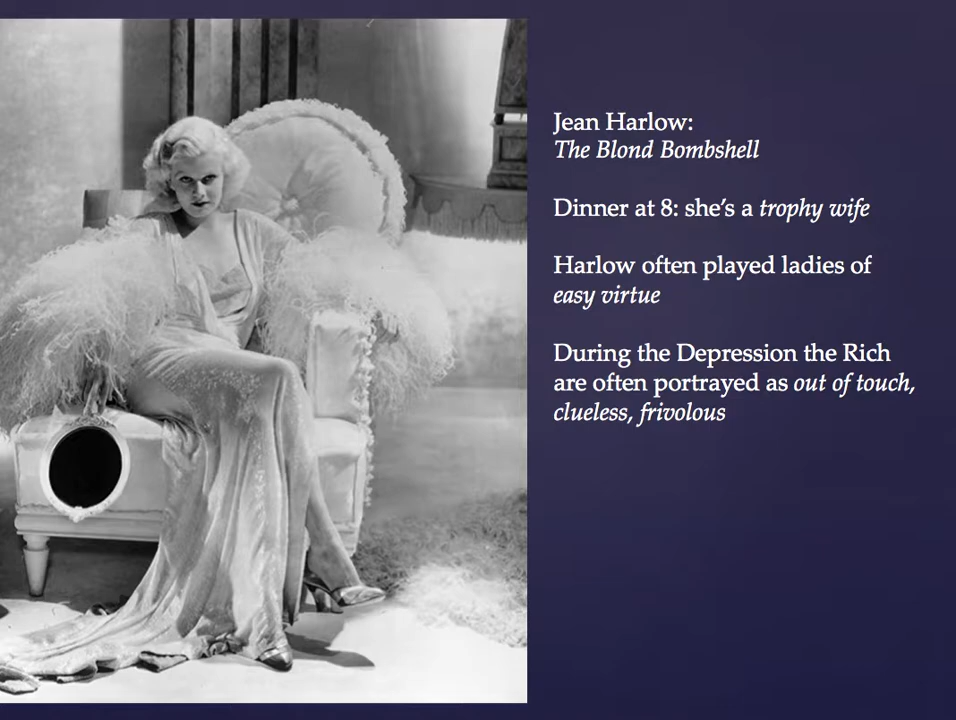 Jean Harlow:
The Blond Bombshell
Dinner at 8: she's a trophy wife
Harlow often played ladies of
easy virtue
During the Depression the Rich
are often portrayed as out of touch,
clueless, frivolous